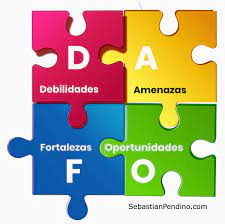 D A
Debilidades Amenazas
Fortalezas Oportunidades
F O
SebastianPendino.com